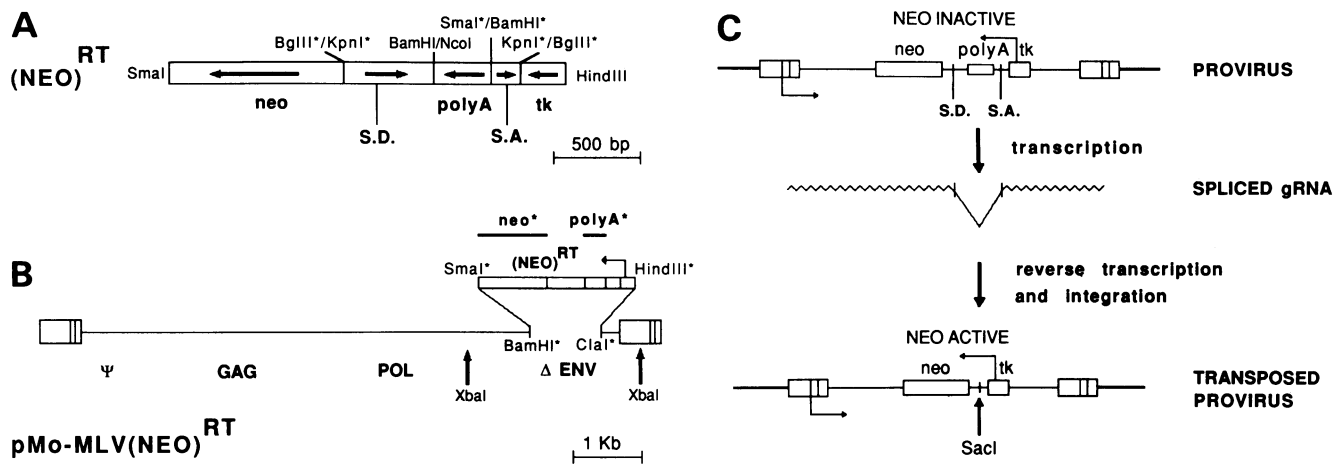 A
(NEO)RT
SmaI
BglII*/KpnI*
BamHI/NcoI
SmaI*/BamHI*
KpnI*/BglII*
HindIII
neo
polyA
tk
S.D.
S.A.
500 bp
B
neo*
polyA*
SmaI*
(NEO)RT
HindIII*
BamHI*
ClaI*
Ψ
GAG
POL
Δ ENV
XbaI
XbaI
pMo-MLV(NEO)RT
1 Kb
C
NEO INACTIVE
neo
polyA
tk
PROVIRUS
S.D.
S.A.
transcription
SPLICED gRNA
reverse transcription
and integration
NEO ACTIVE
neo
tk
TRANSPOSED
PROVIRUS
SacI